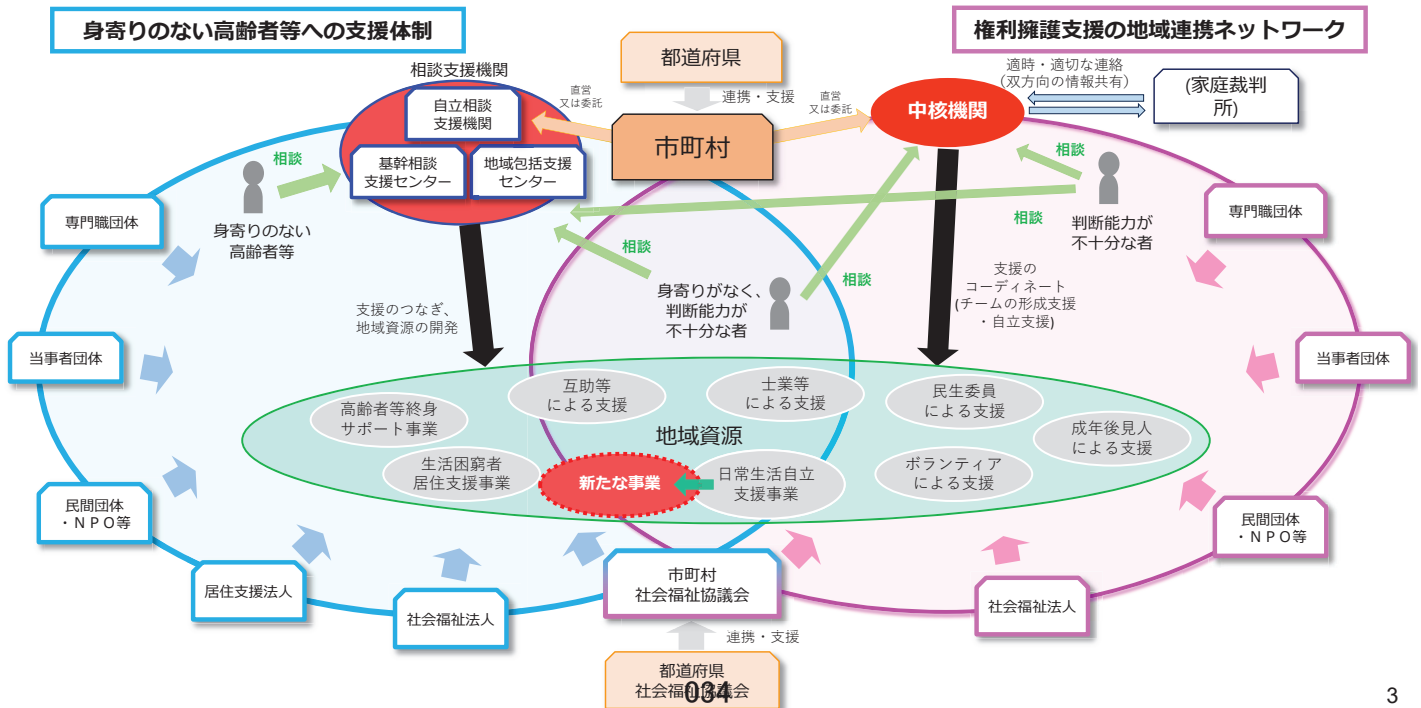 身寄りのない高齢者等への支援体制
権利擁護支援の地域連携ネットワーク
都道府県
連携・支援
相談支援機関
自立相談
支援機関
基幹相談
支援センター
地域包括支援
センター
直営
又は委託
市町村
直営
又は委託
中核機関
適時・適切な連絡
(双方向の情報共有)
(家庭裁判
所)
相談
身寄りのない
高齢者等
相談
相談
相談
相談
判断能力が
不十分な者
身寄りがなく、
判断能力が
不十分な者
専門職団体
専門職団体
支援のつなぎ、
地域資源の開発
支援の
コーディネート
(チームの形成支援
・自立支援)
当事者団体
当事者団体
互助等
による支援
士業等
による支援
民生委員
による支援
高齢者等終身
サポート事業
地域資源
成年後見人
による支援
生活困窮者
居住支援事業
新たな事業
日常生活自立
支援事業
ボランティア
による支援
民間団体
・NPO等
民間団体
・NPO等
居住支援法人
社会福祉法人
市町村
社会福祉協議会
社会福祉法人
連携・支援
都道府県
社会福祉協議会
034
3